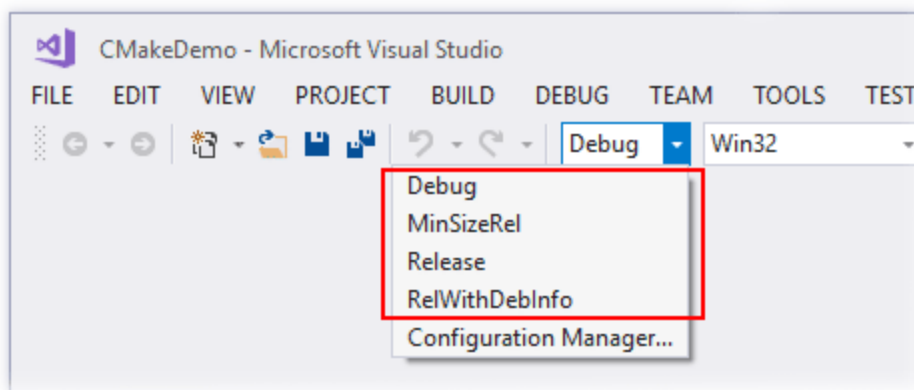 CMakeDemo - Microsoft Visual Studio
FILE EDIT VIEW PROJECT BUILD DEBUG TEAM TOOLS TEST
Debug Win32
Debug
MinSizeRel
Release
RelWithDebInfo
Configuration Manager...